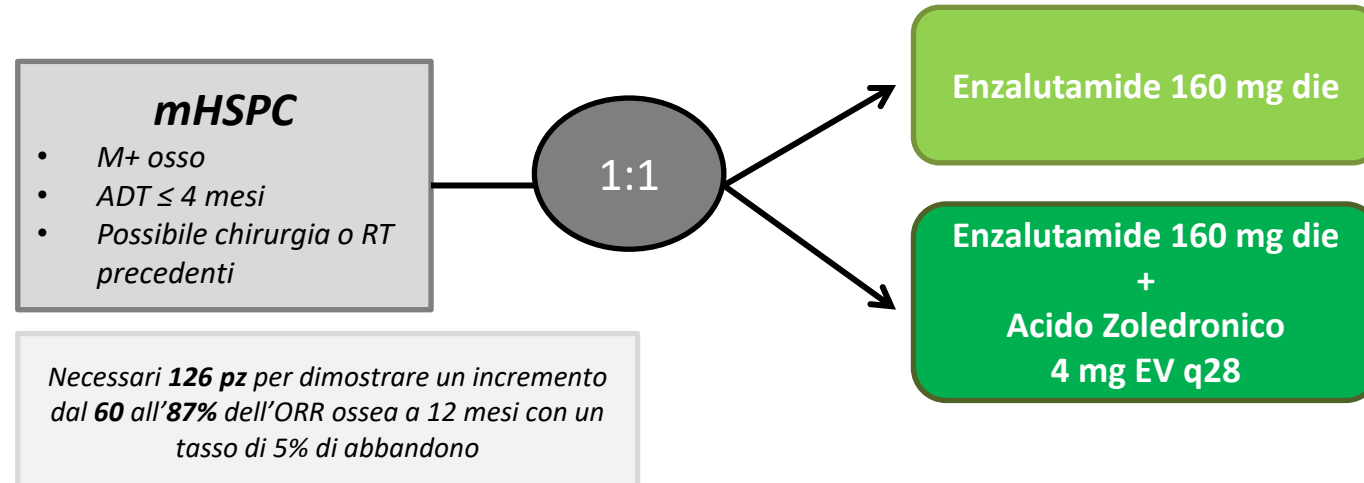 mHSPC
• M+ osso
• ADT ≤ 4 mesi
• Possibile chirurgia o RT
precedenti
1:1
Enzalutamide 160 mg die
Enzalutamide 160 mg die
+
Acido Zoledronico
4 mg EV q28
Necessari 126 pz per dimostrare un incremento
dal 60 all'87% dell'ORR ossea a 12 mesi con un
tasso di 5% di abbandono